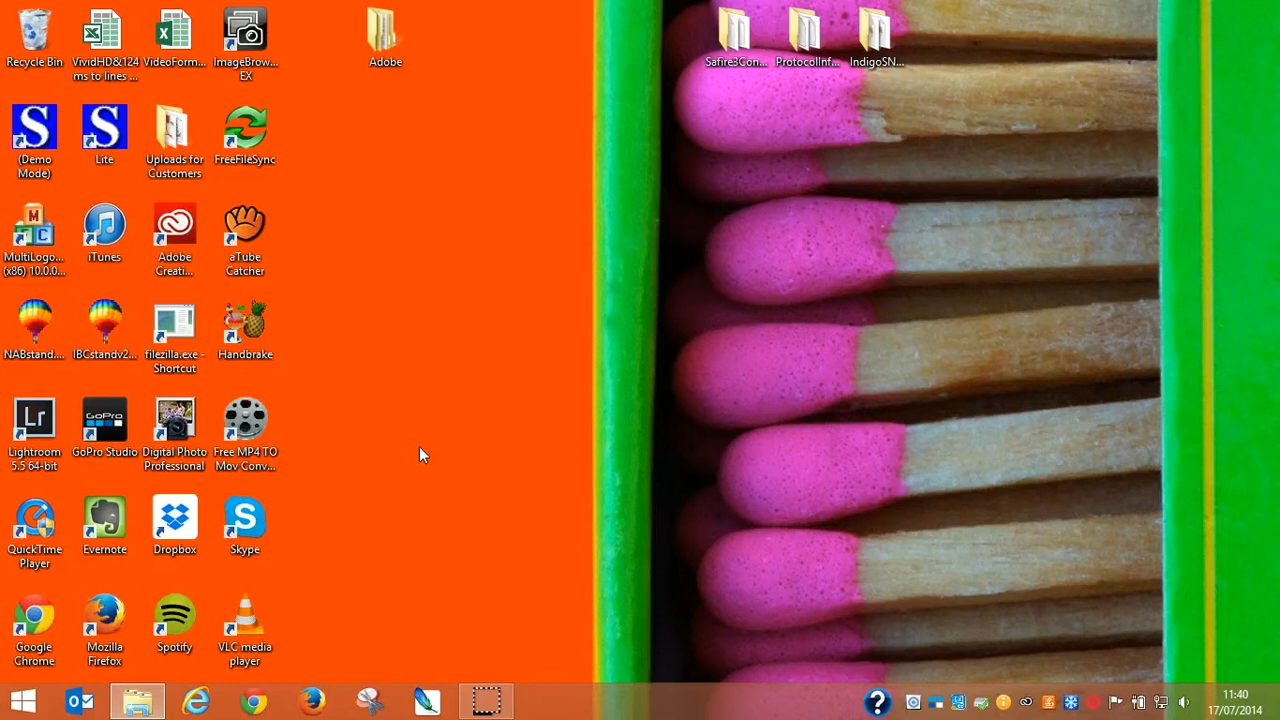 Recycle Bin
VividHD&124
ms to lines ...
VideoForm...
ImageBrow...
EX
Adobe
Safire3Con...
ProtocolInf...
IndigoSN...
S
(Demo
Mode)
S
Lite
Uploads for
Customers
FreeFileSync
M
C
MultiLogo...
(x86) 10.0.0...
iTunes
Adobe
Creati...
aTube
Catcher
NABstand....
IBCstandv2...
filezilla.exe -
Shortcut
Handbrake
Lr
Lightroom
5.5 64-bit
GoPro
GoPro Studio
Digital Photo
Professional
Free MP4 TO
Mov Conv...
QuickTime
Player
Evernote
Dropbox
S
Skype
Google
Chrome
Mozilla
Firefox
Spotify
VLC media
player
?
11:40
17/07/2014